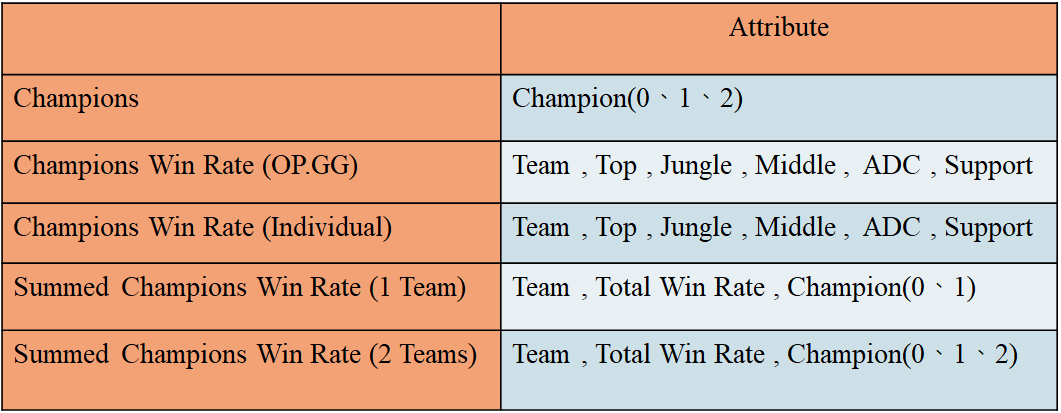 Attribute
Champions Champion(0、1、2)
Champions Win Rate (OP.GG) Team , Top , Jungle , Middle , ADC , Support
Champions Win Rate (Individual) Team , Top , Jungle , Middle , ADC , Support
Summed Champions Win Rate (1 Team) Team , Total Win Rate , Champion(0、1)
Summed Champions Win Rate (2 Teams) Team , Total Win Rate , Champion(0、1、2)